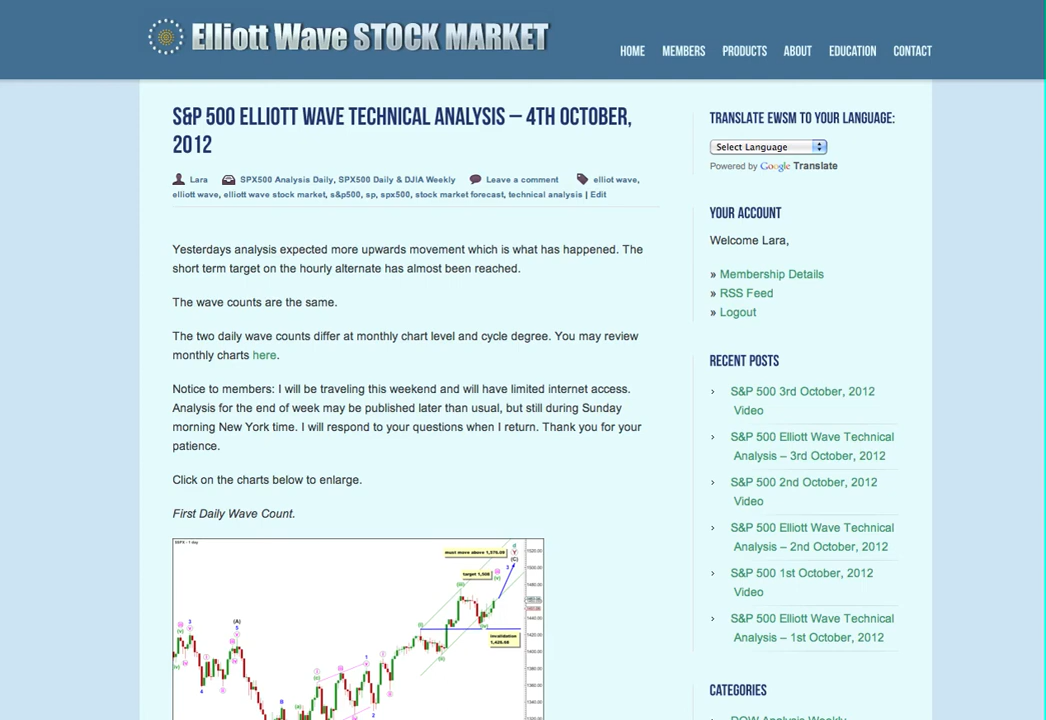 Elliott Wave STOCK MARKET
HOME MEMBERS PRODUCTS ABOUT EDUCATION CONTACT
S&P 500 ELLIOTT WAVE TECHNICAL ANALYSIS – 4TH OCTOBER,
2012
Lara SPX500 Analysis Daily, SPX500 Daily & DJIA Weekly Leave a comment elliot wave,
elliott wave, elliott wave stock market, s&p500, sp, spx500, stock market forecast, technical analysis | Edit
Yesterdays analysis expected more upwards movement which is what has happened. The
short term target on the hourly alternate has almost been reached.
The wave counts are the same.
The two daily wave counts differ at monthly chart level and cycle degree. You may review
monthly charts here.
Notice to members: I will be traveling this weekend and will have limited internet access.
Analysis for the end of week may be published later than usual, but still during Sunday
morning New York time. I will respond to your questions when I return. Thank you for your
patience.
Click on the charts below to enlarge.
First Daily Wave Count.
must move above 1,576.09
invalidation
TRANSLATE EWSM TO YOUR LANGUAGE:
Select Language
Powered by Google Translate
YOUR ACCOUNT
Welcome Lara,
» Membership Details
» RSS Feed
» Logout
RECENT POSTS
S&P 500 3rd October, 2012
Video
S&P 500 Elliott Wave Technical
Analysis – 3rd October, 2012
S&P 500 2nd October, 2012
Video
S&P 500 Elliott Wave Technical
Analysis – 2nd October, 2012
S&P 500 1st October, 2012
Video
S&P 500 Elliott Wave Technical
Analysis – 1st October, 2012
CATEGORIES
DOW Analysis Weekly